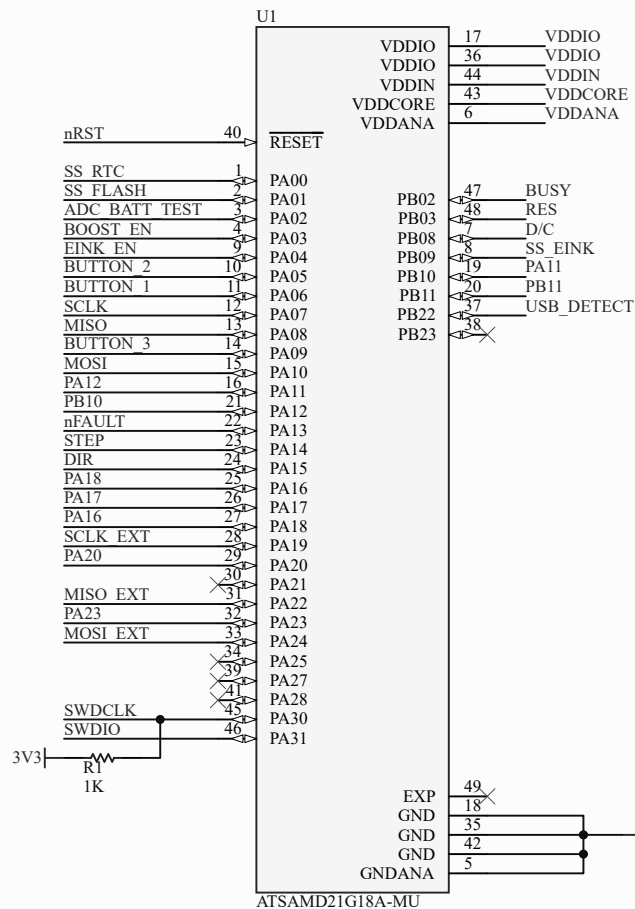 U1
17 VDDIO VDDIO
36 VDDIO VDDIO
44 VDDIN VDDIN
43 VDDCORE VDDCORE
6 VDDANA VDDANA
nRST 40 RESET
SS_RTC 1 PA00
SS_FLASH 2 PA01
ADC_BATT_TEST 3 PA02
BOOST_EN 4 PA03
EINK_EN 9 PA04
BUTTON_2 10 PA05
BUTTON_1 11 PA06
SCLK 12 PA07
MISO 13 PA08
BUTTON_3 14 PA09
MOSI 15 PA10
PA12 16 PA11
PB10 21 PA12
nFAULT 22 PA13
STEP 23 PA14
DIR 24 PA15
PA18 25 PA16
PA17 26 PA17
PA16 27 PA18
SCLK_EXT 28 PA19
PA20 29 PA20
30 PA21
MISO_EXT 31 PA22
PA23 32 PA23
MOSI_EXT 33 PA24
34 PA25
39 PA27
41 PA28
SWDCLK 45 PA30
SWDIO 46 PA31
3V3
R1
1K
PB02 47 BUSY
PB03 48 RES
PB08 7 D/C
PB09 8 SS_EINK
PB10 19 PA11
PB11 20 PB11
PB22 37 USB_DETECT
PB23 38
EXP 49
GND 18
GND 35
GND 42
GNDANA 5
ATSAMD21G18A-MU